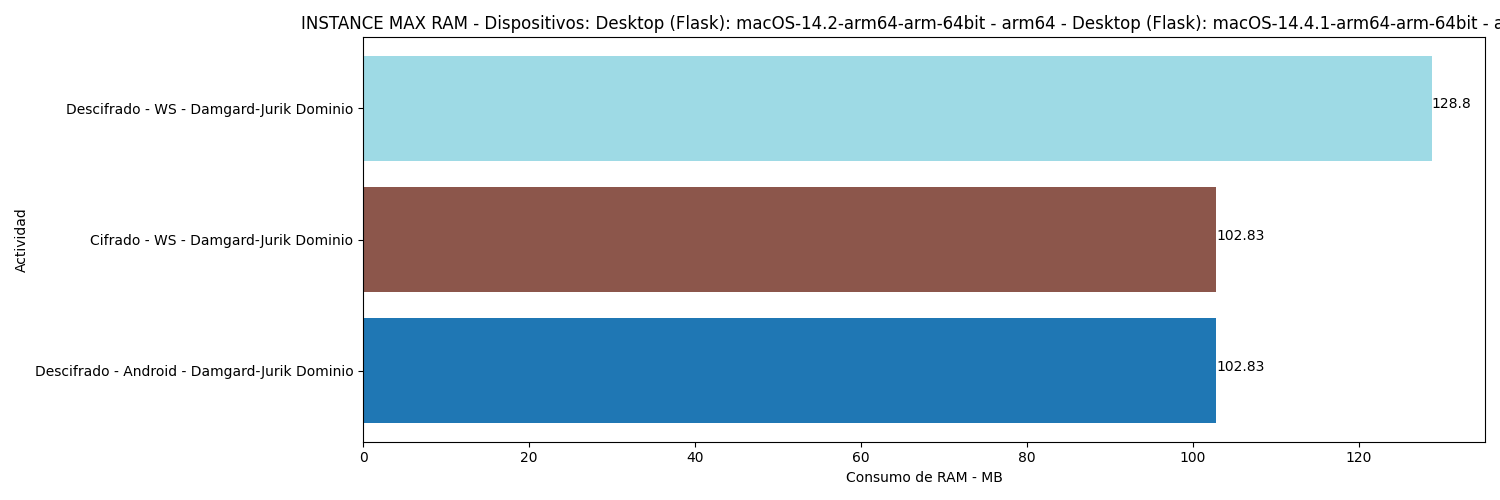 INSTANCE MAX RAM - Dispositivos: Desktop (Flask): macOS-14.2-arm64-arm-64bit - arm64 - Desktop (Flask): macOS-14.4.1-arm64-arm-64bit - a
Descifrado - WS - Damgard-Jurik Dominio
128.8
Cifrado - WS - Damgard-Jurik Dominio
102.83
Descifrado - Android - Damgard-Jurik Dominio
102.83
Actividad
0 20 40 60 80 100 120
Consumo de RAM - MB